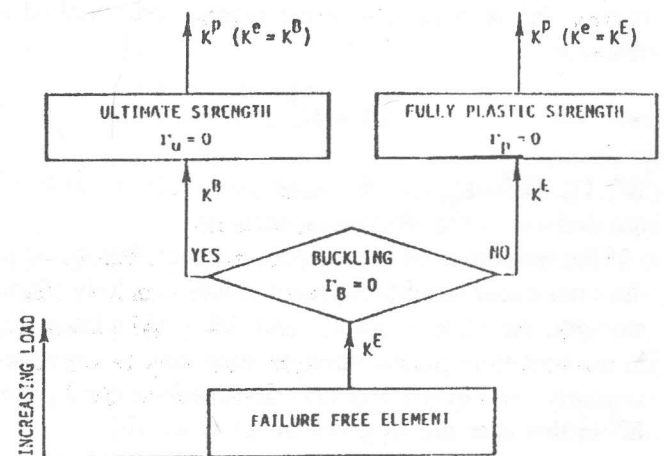 K^P (K^e = K^B)
K^P (K^e = K^E)
ULTIMATE STRENGTH
Γ_u = 0
FULLY PLASTIC STRENGTH
Γ_p = 0
K^B
K^E
YES
BUCKLING
NO
Γ_B = 0
K^E
INCREASING LOAD
FAILURE FREE ELEMENT